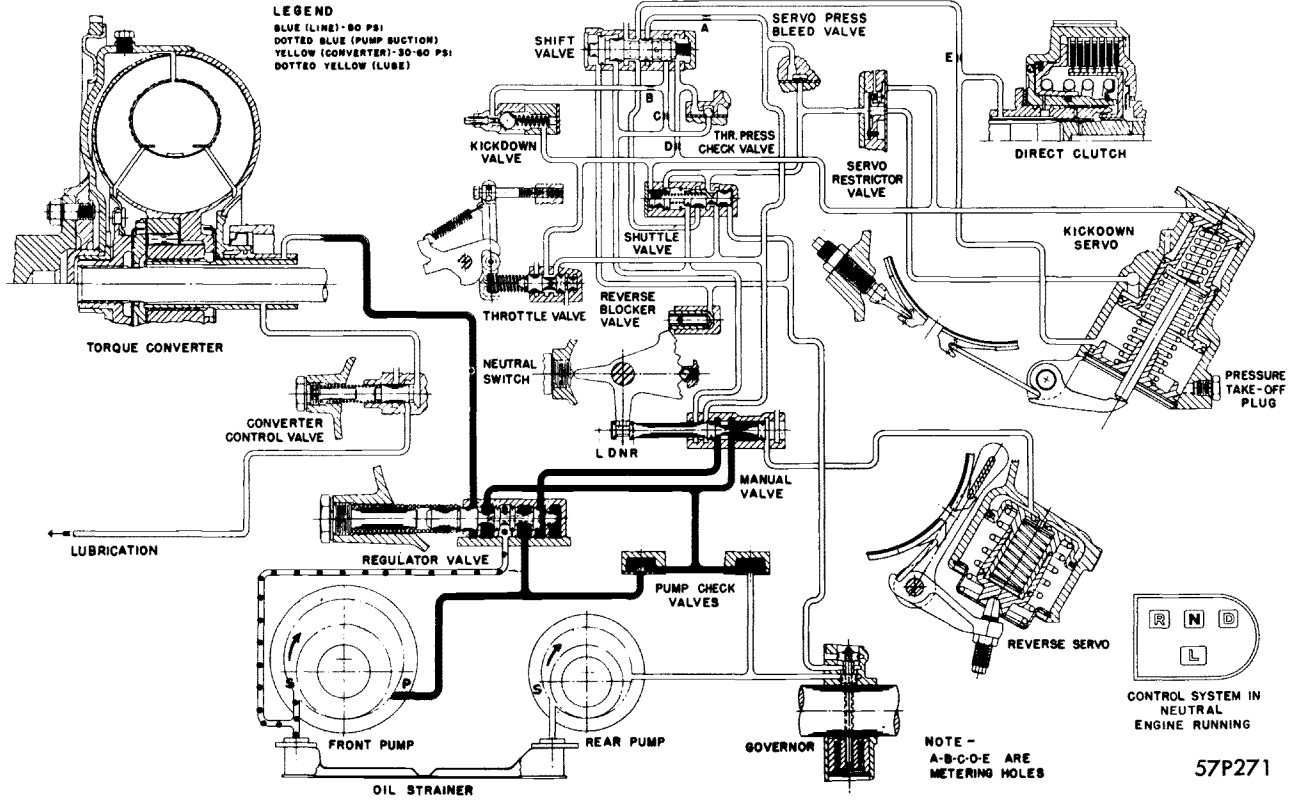 LEGEND
BLUE (LINE)-80 PSI
DOTTED BLUE (PUMP SUCTION)
YELLOW (CONVERTER)-30-60 PSI
DOTTED YELLOW (LUBE)
SHIFT
VALVE
A
SERVO PRESS
BLEED VALVE
E
B
C
D
KICKDOWN
VALVE
THR. PRESS
CHECK VALVE
SERVO
RESTRICTOR
VALVE
DIRECT CLUTCH
SHUTTLE
VALVE
KICKDOWN
SERVO
THROTTLE VALVE
REVERSE
BLOCKER
VALVE
TORQUE CONVERTER
NEUTRAL
SWITCH
PRESSURE
TAKE-OFF
PLUG
CONVERTER
CONTROL VALVE
L D N R
MANUAL
VALVE
LUBRICATION
REGULATOR VALVE
PUMP CHECK
VALVES
REVERSE SERVO
R N D
L
S
P
S
CONTROL SYSTEM IN
NEUTRAL
ENGINE RUNNING
FRONT PUMP
REAR PUMP
GOVERNOR
NOTE -
A-B-C-D-E ARE
METERING HOLES
57P271
OIL STRAINER